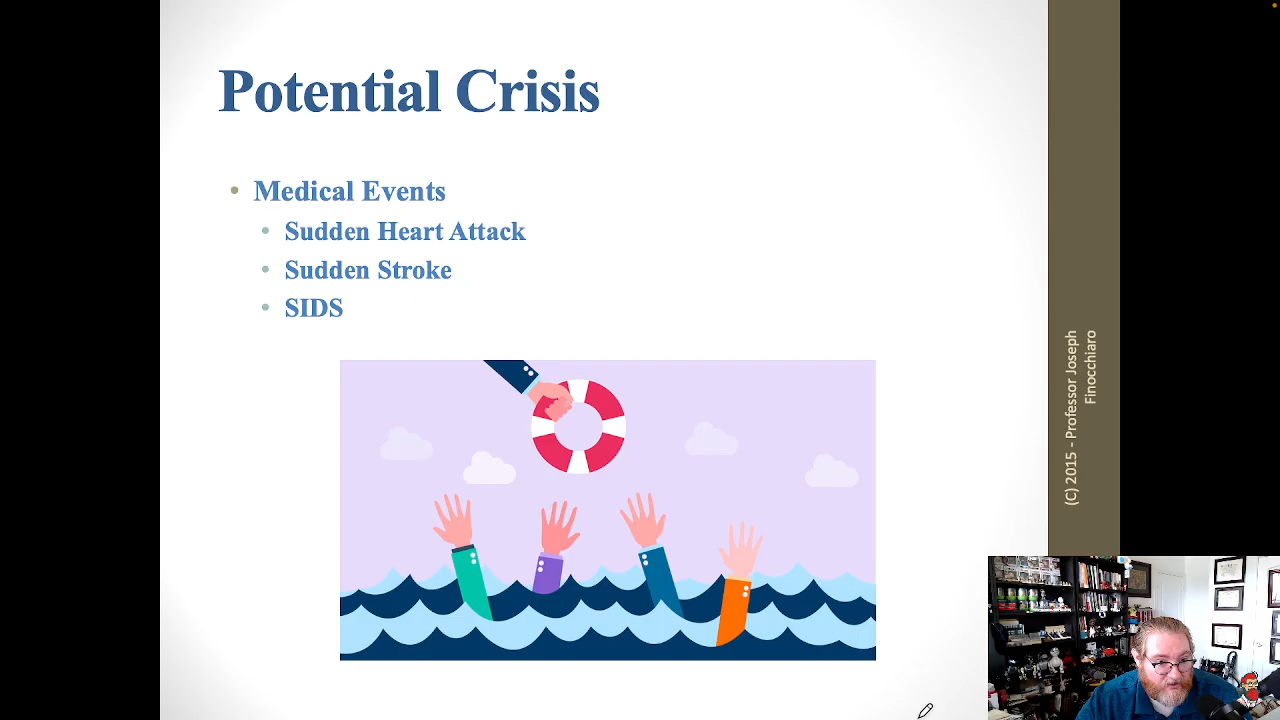 Potential Crisis
Medical Events
Sudden Heart Attack
Sudden Stroke
SIDS
(C) 2015 - Professor Joseph
Finocchiaro